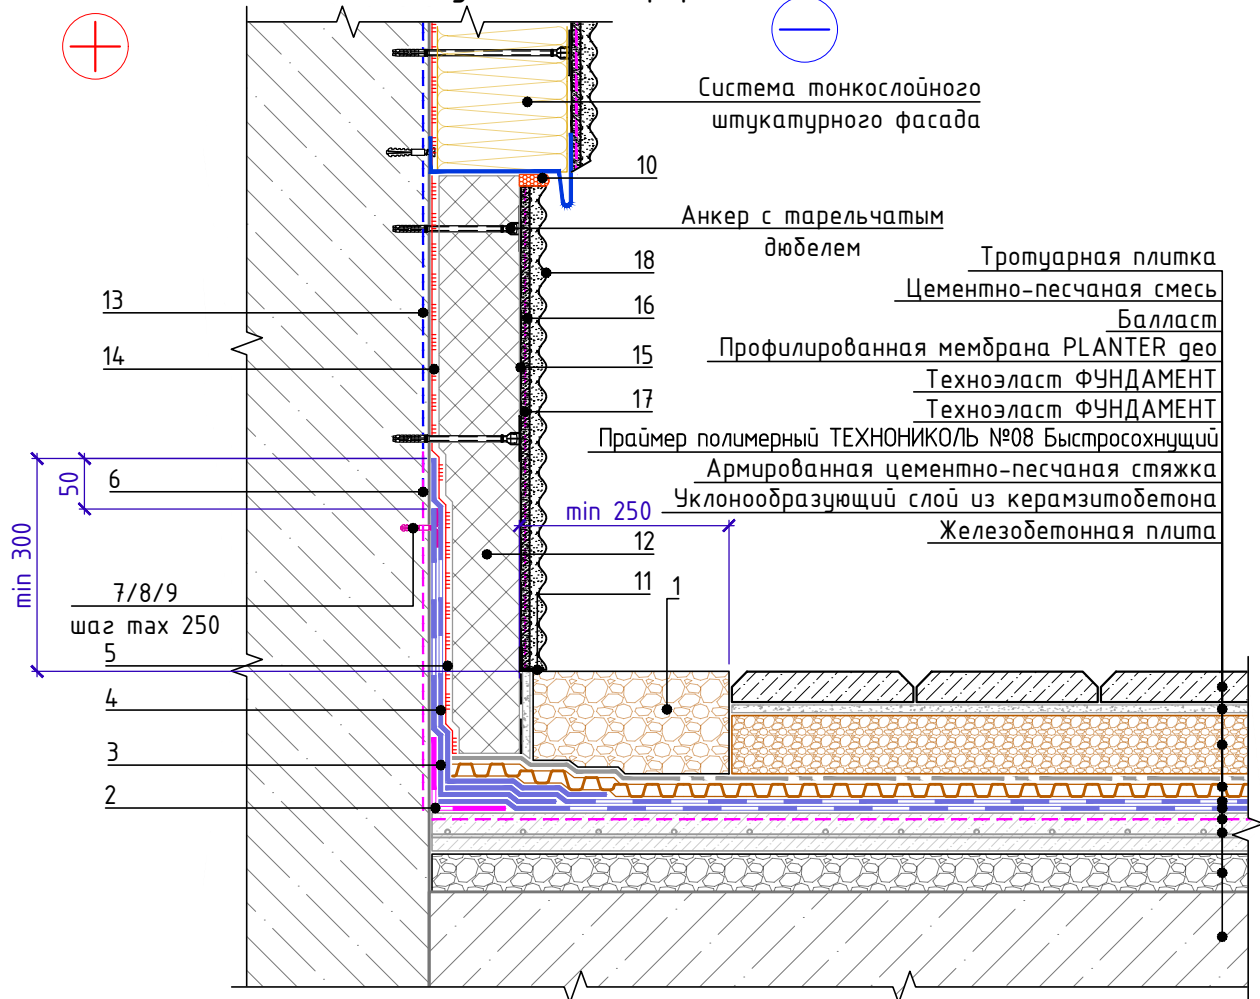 Система тонкослойного
штукатурного фасада
10
Анкер с тарельчатым
дюбелем
18
Тротуарная плитка
13
16
Цементно-песчаная смесь
Балласт
14
15
Профилированная мембрана PLANTER geo
Техноэласт ФУНДАМЕНТ
17
Техноэласт ФУНДАМЕНТ
Праймер полимерный ТЕХНОНИКОЛЬ №08 Быстросохнущий
50
6
Армированная цементно-песчаная стяжка
Уклонообразующий слой из керамзитобетона
min 250
Железобетонная плита
min 300
12
7/8/9
шаг max 250
11
1
5
4
3
2